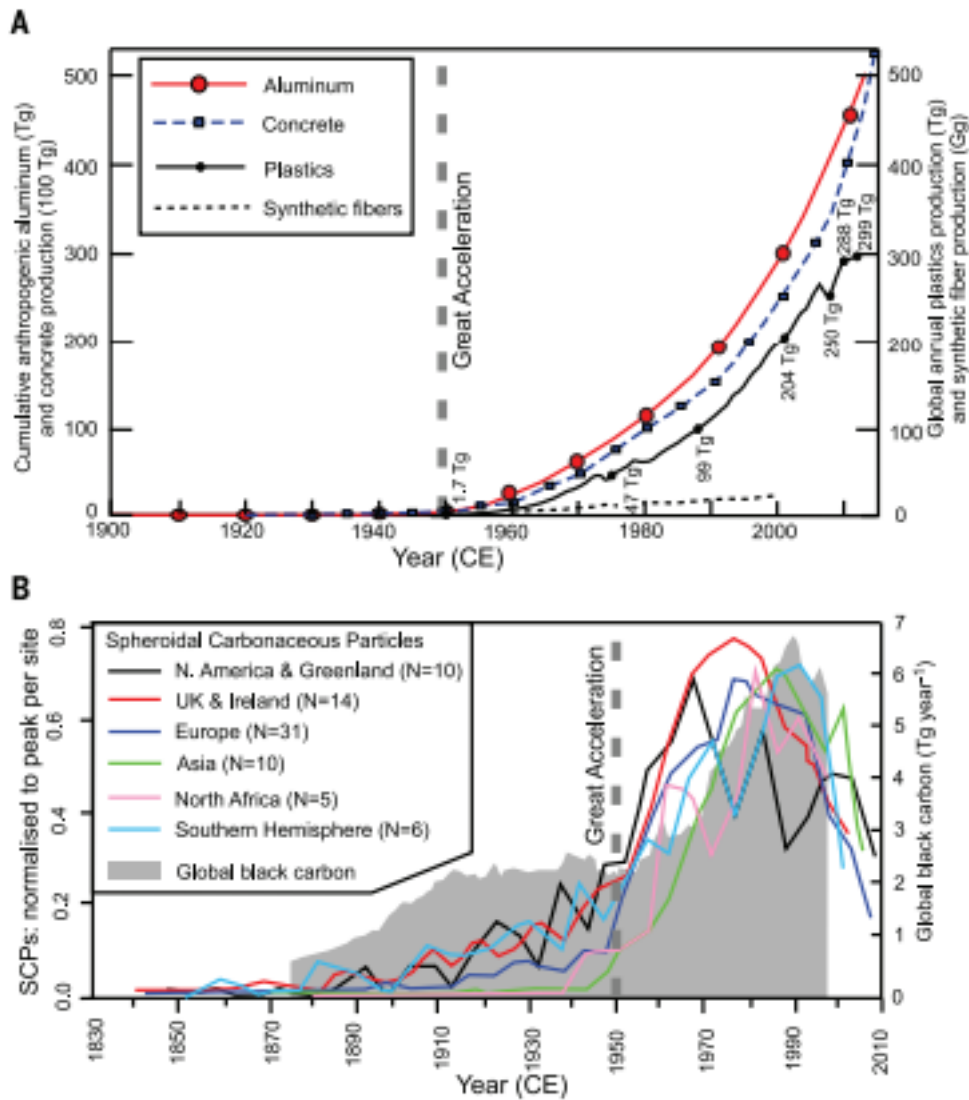 A
Cumulative anthropogenic aluminum (Tg)
and concrete production (100 Tg)
500
400
300
200
100
0
Aluminum
Concrete
Plastics
Synthetic fibers
Great Acceleration
1.7 Tg
47 Tg
99 Tg
204 Tg
250 Tg
288 Tg
299 Tg
500
400
300
200
100
0
Global annual plastics production (Tg)
and synthetic fiber production (Gg)
1900
1920
1940
1960
1980
2000
Year (CE)
B
SCPs: normalised to peak per site
0.8
0.6
0.4
0.2
0.0
Spheroidal Carbonaceous Particles
N. America & Greenland (N=10)
UK & Ireland (N=14)
Europe (N=31)
Asia (N=10)
North Africa (N=5)
Southern Hemisphere (N=6)
Global black carbon
Great Acceleration
7
6
5
4
3
2
1
0
Global black carbon (Tg year⁻¹)
1830
1850
1870
1890
1910
1930
1950
1970
1990
2010
Year (CE)